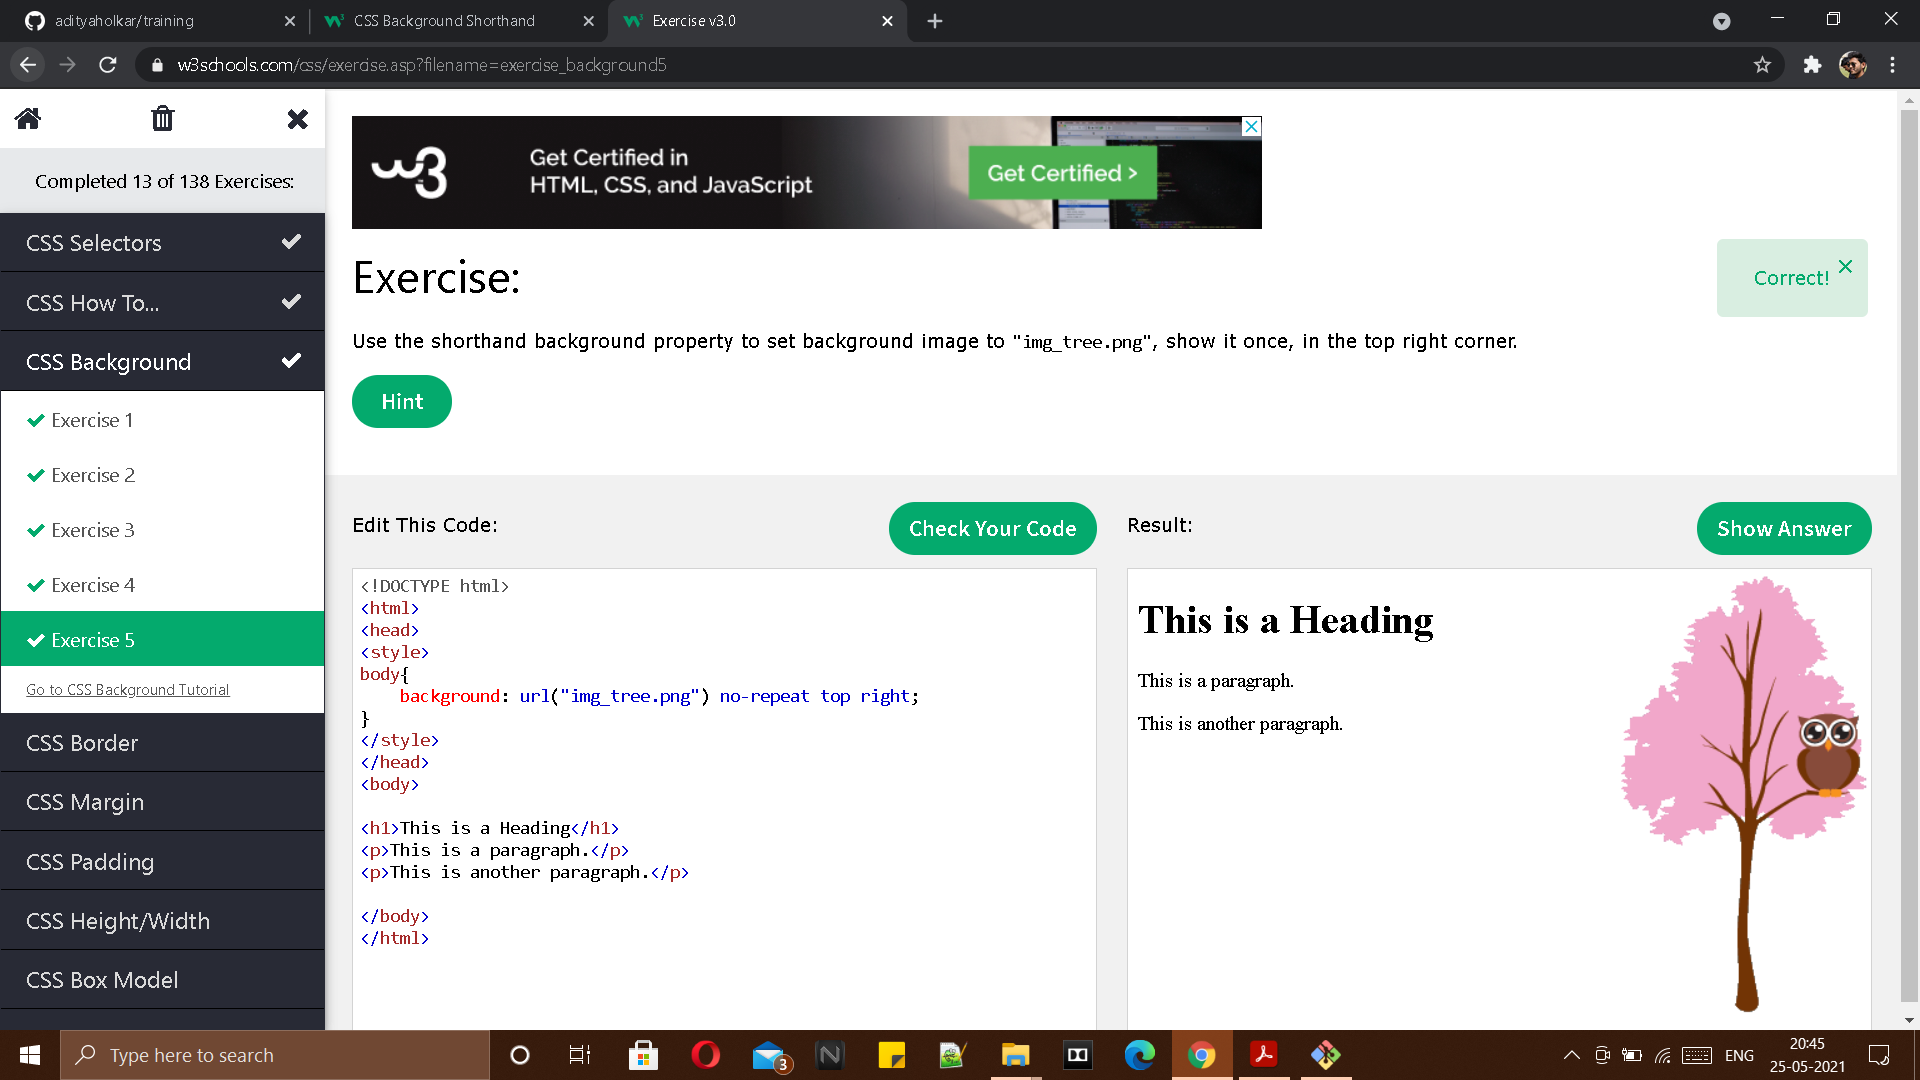 adityaholkar/training
CSS Background Shorthand
Exercise v3.0
w3schools.com/css/exercise.asp?filename=exercise_background5
Completed 13 of 138 Exercises:
CSS Selectors
CSS How To...
CSS Background
Exercise 1
Exercise 2
Exercise 3
Exercise 4
Exercise 5
Go to CSS Background Tutorial
CSS Border
CSS Margin
CSS Padding
CSS Height/Width
CSS Box Model
w3
Get Certified in
HTML, CSS, and JavaScript
Get Certified >
Exercise:
Correct!
Use the shorthand background property to set background image to "img_tree.png", show it once, in the top right corner.
Hint
Edit This Code:
Check Your Code
<!DOCTYPE html>
<html>
<head>
<style>
body{
background: url("img_tree.png") no-repeat top right;
}
</style>
</head>
<body>
<h1>This is a Heading</h1>
<p>This is a paragraph.</p>
<p>This is another paragraph.</p>
</body>
</html>
Result:
Show Answer
This is a Heading
This is a paragraph.
This is another paragraph.
Type here to search
3
ENG
20:45
25-05-2021